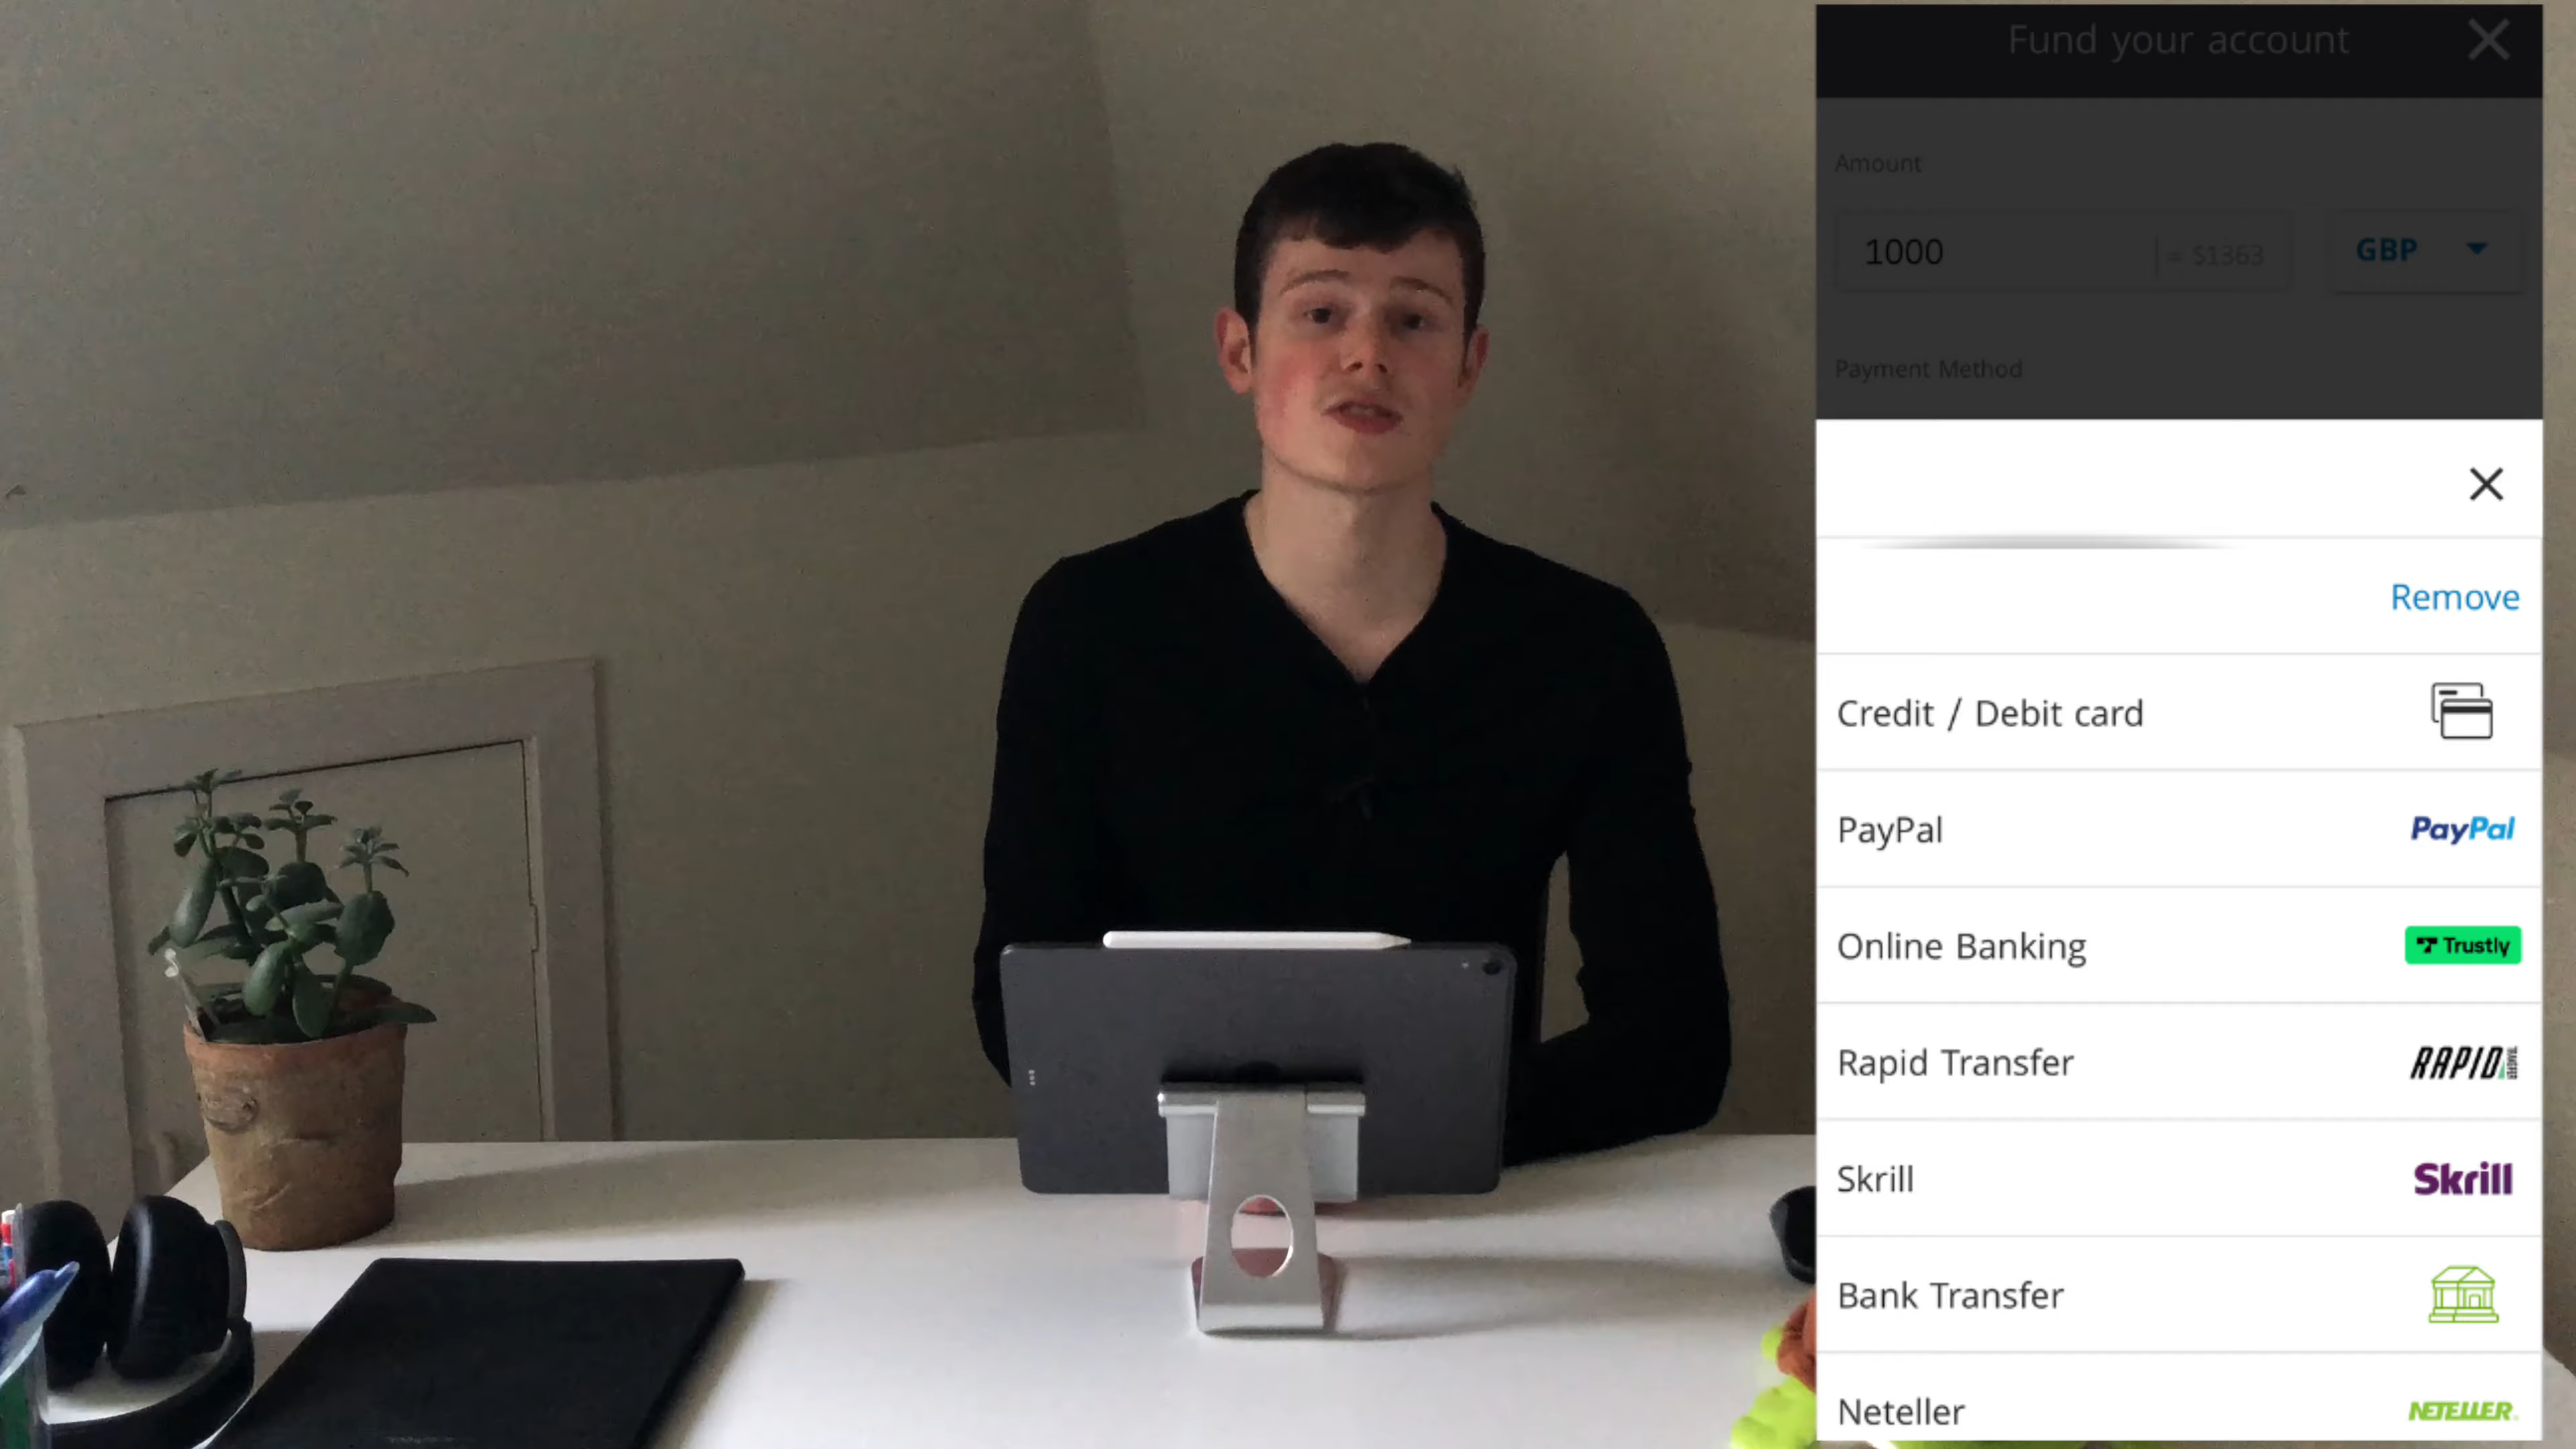 Fund your account
Amount
1000 = $1363 GBP
Payment Method
Remove
Credit / Debit card
PayPal PayPal
Online Banking Trustly
Rapid Transfer RAPID
Skrill Skrill
Bank Transfer
Neteller NETELLER